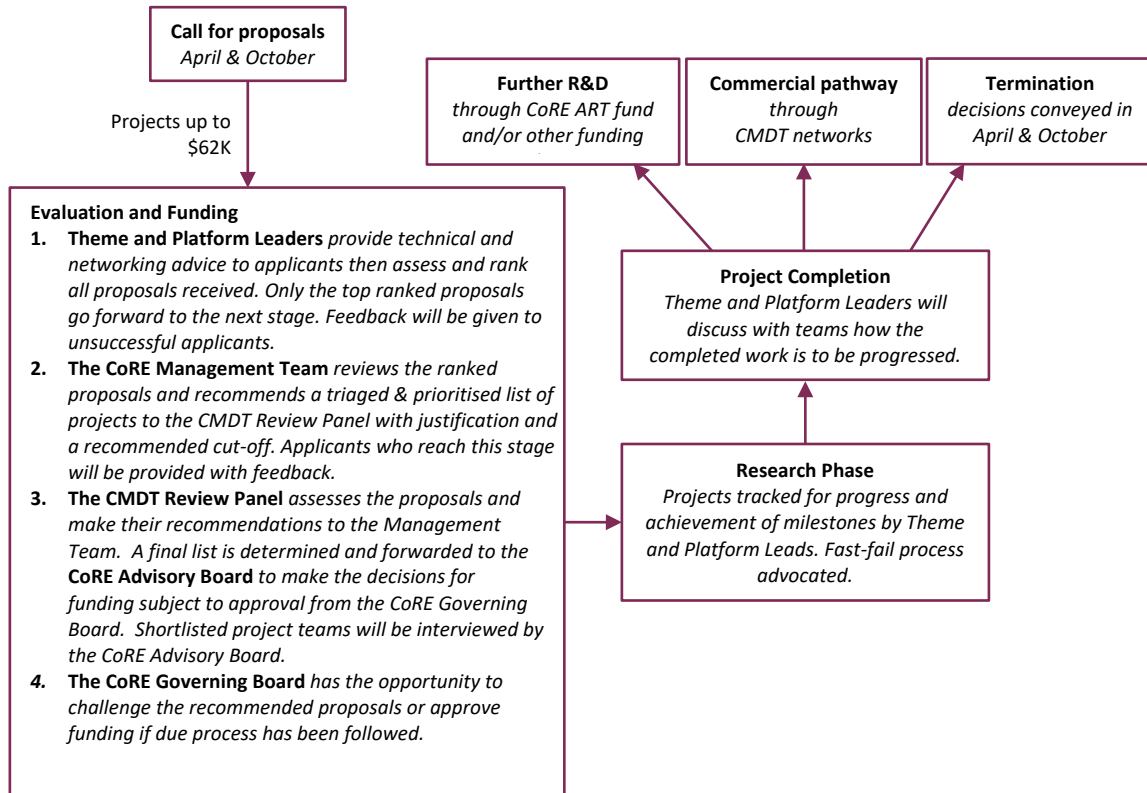 Call for proposals
April & October
Projects up to
$62K
Evaluation and Funding
1. Theme and Platform Leaders provide technical and
networking advice to applicants then assess and rank
all proposals received. Only the top ranked proposals
go forward to the next stage. Feedback will be given to
unsuccessful applicants.
2. The CoRE Management Team reviews the ranked
proposals and recommends a triaged & prioritised list of
projects to the CMDT Review Panel with justification and
a recommended cut-off. Applicants who reach this stage
will be provided with feedback.
3. The CMDT Review Panel assesses the proposals and
make their recommendations to the Management
Team. A final list is determined and forwarded to the
CoRE Advisory Board to make the decisions for
funding subject to approval from the CoRE Governing
Board. Shortlisted project teams will be interviewed by
the CoRE Advisory Board.
4. The CoRE Governing Board has the opportunity to
challenge the recommended proposals or approve
funding if due process has been followed.
Research Phase
Projects tracked for progress and
achievement of milestones by Theme
and Platform Leads. Fast-fail process
advocated.
Project Completion
Theme and Platform Leaders will
discuss with teams how the
completed work is to be progressed.
Further R&D
through CoRE ART fund
and/or other funding
Commercial pathway
through
CMDT networks
Termination
decisions conveyed in
April & October